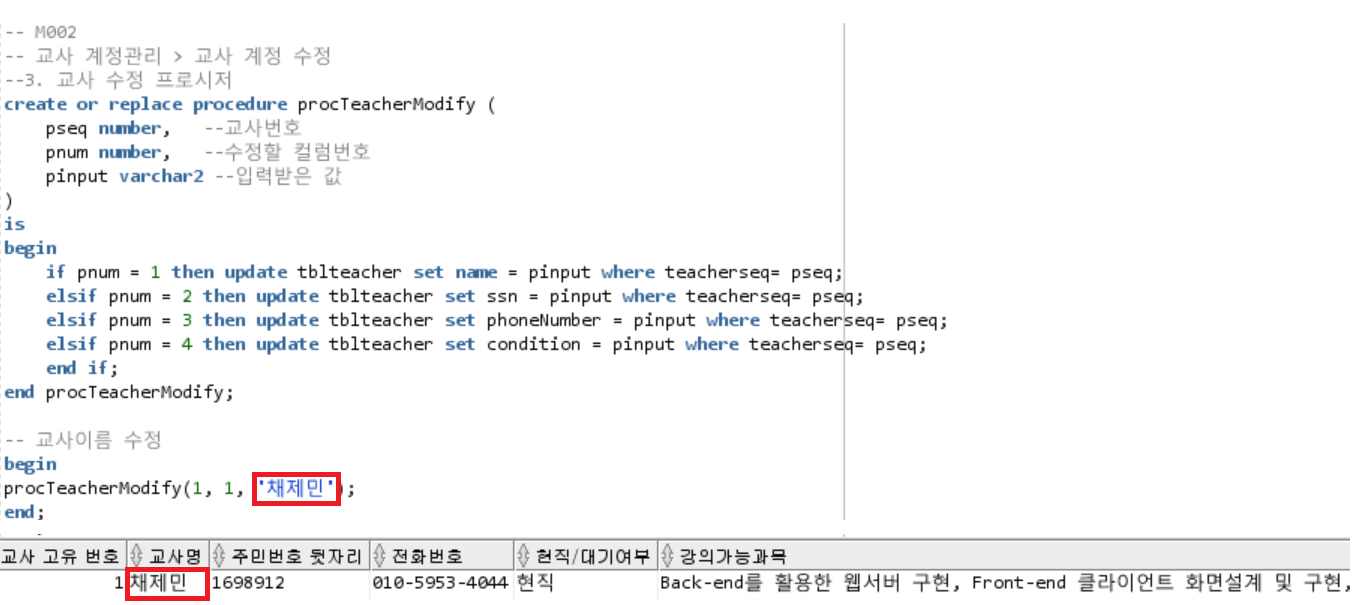 -- M002
-- 교사 계정관리 > 교사 계정 수정
--3. 교사 수정 프로시저
create or replace procedure procTeacherModify (
    pseq number,   --교사번호
    pnum number,   --수정할 컬럼번호
    pinput varchar2 --입력받은 값
)
is
begin
    if pnum = 1 then update tblteacher set name = pinput where teacherseq= pseq;
    elsif pnum = 2 then update tblteacher set ssn = pinput where teacherseq= pseq;
    elsif pnum = 3 then update tblteacher set phoneNumber = pinput where teacherseq= pseq;
    elsif pnum = 4 then update tblteacher set condition = pinput where teacherseq= pseq;
    end if;
end procTeacherModify;
-- 교사이름 수정
begin
procTeacherModify(1, 1, '채제민');
end;
교사 고유 번호 교사명 주민번호 뒷자리 전화번호 현직/대기여부 강의가능과목
1 채제민 1698912 010-5953-4044 현직 Back-end를 활용한 웹서버 구현, Front-end 클라이언트 화면설계 및 구현,